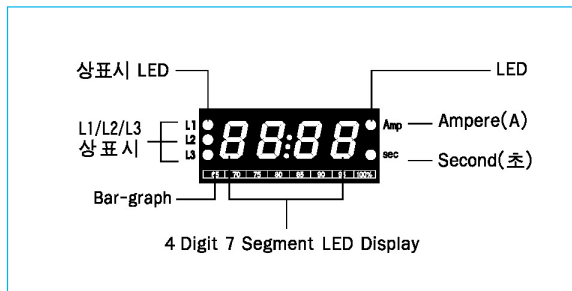 상표시 LED
LED
L1/L2/L3
상 표시
L1
L2
L3
88:88
Amp
sec
Ampere(A)
Second(초)
65 70 75 80 85 90 95 100%
Bar-graph
4 Digit 7 Segment LED Display